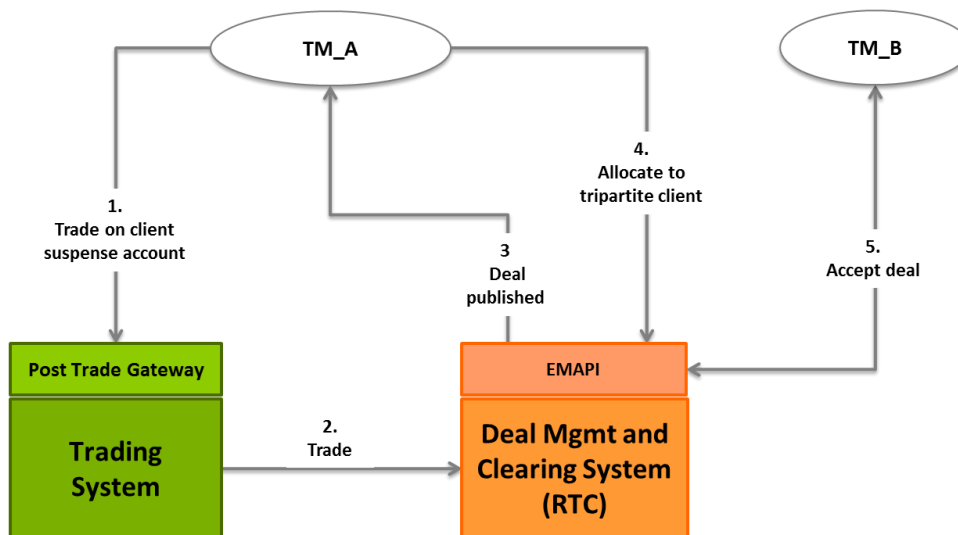 TM_A
TM_B
1.
Trade on client
suspense account
4.
Allocate to
tripartite client
3
Deal
published
5.
Accept deal
Post Trade Gateway
EMAPI
Trading
System
2.
Trade
Deal Mgmt and
Clearing System
(RTC)